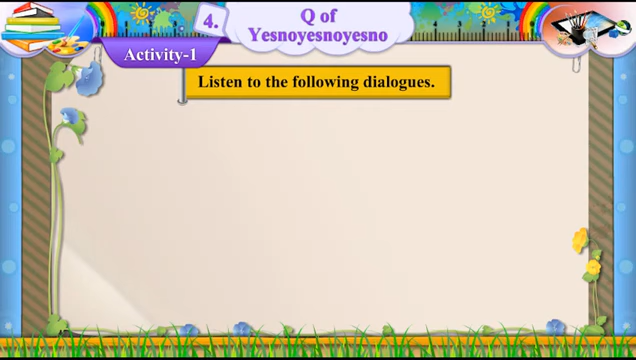 4.
Q of
Yesnoyesnoyesno
Activity-1
Listen to the following dialogues.